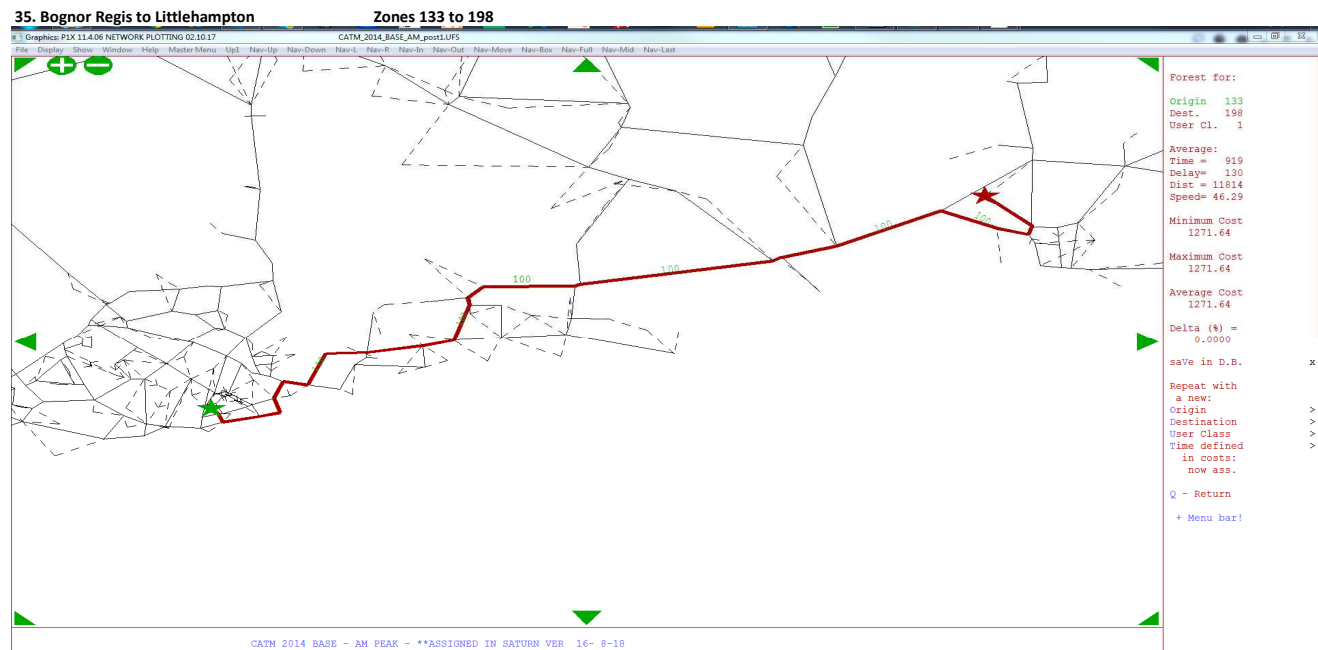 35. Bognor Regis to Littlehampton Zones 133 to 198
Graphics: P1X 11.4.06 NETWORK PLOTTING 02.10.17 CATM_2014_BASE_AM_post1.UFS
File Display Show Window Help Master Menu Up1 Nav-Up Nav-Down Nav-L Nav-R Nav-In Nav-Out Nav-Move Nav-Box Nav-Full Nav-Mid Nav-Last
Forest for:
Origin 133
Dest. 198
User Cl. 1
Average:
Time = 919
Delay= 130
Dist = 11814
Speed= 46.29
Minimum Cost
1271.64
Maximum Cost
1271.64
Average Cost
1271.64
Delta (%) =
0.0000
saVe in D.B. x
Repeat with
a new:
Origin >
Destination >
User Class >
Time defined >
in costs:
now ass.
Q - Return
+ Menu bar!
100
100
100
100
CATM 2014 BASE - AM PEAK - **ASSIGNED IN SATURN VER 16- 8-18